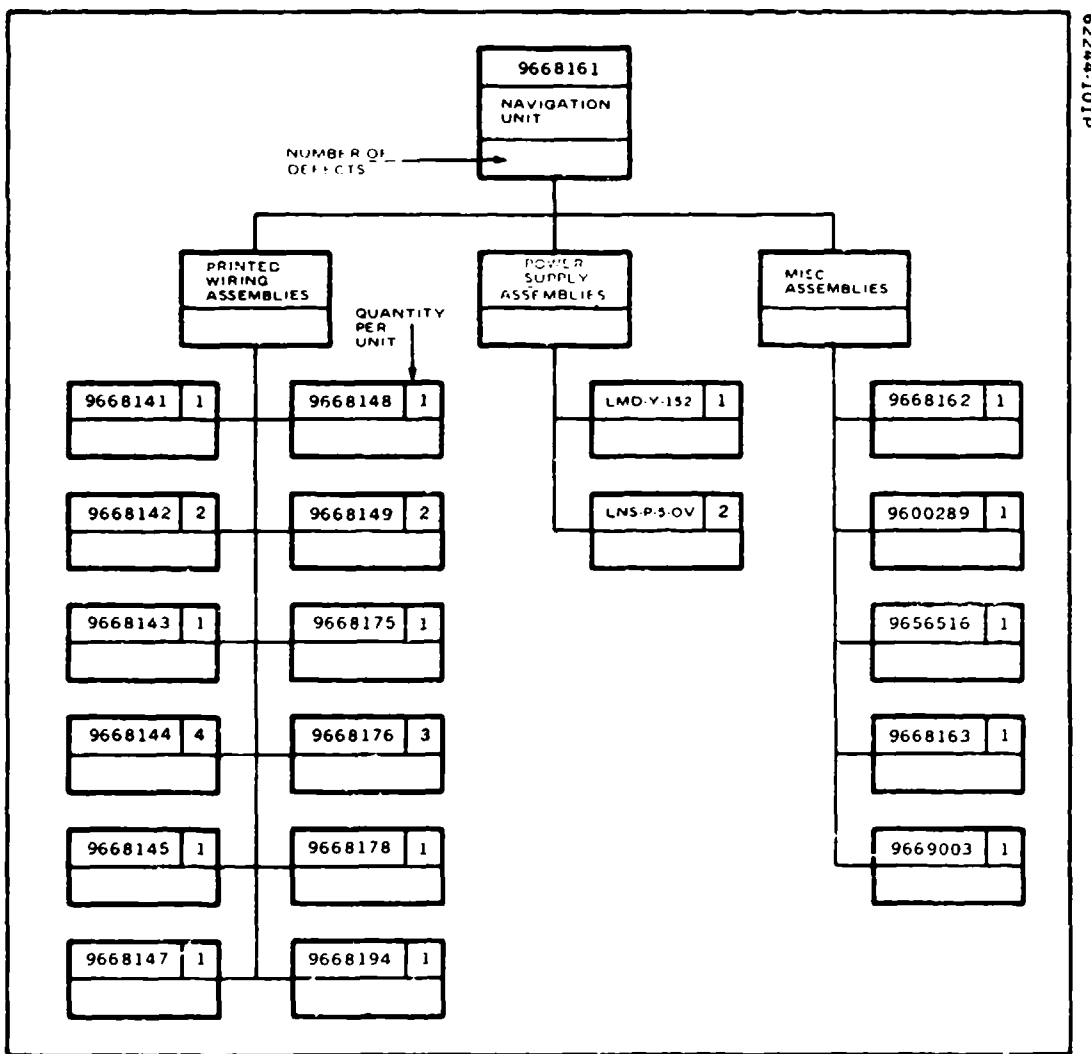 62244-101P
9668161
NAVIGATION
UNIT
NUMBER OF
DEFECTS
PRINTED
WIRING
ASSEMBLIES
POWER
SUPPLY
ASSEMBLIES
MISC
ASSEMBLIES
QUANTITY
PER
UNIT
9668141 1
9668148 1
LMD-Y-152 1
9668162 1
9668142 2
9668149 2
LNS-P-5-OV 2
9600289 1
9668143 1
9668175 1
9656516 1
9668144 4
9668176 3
9668163 1
9668145 1
9668178 1
9669003 1
9668147 1
9668194 1